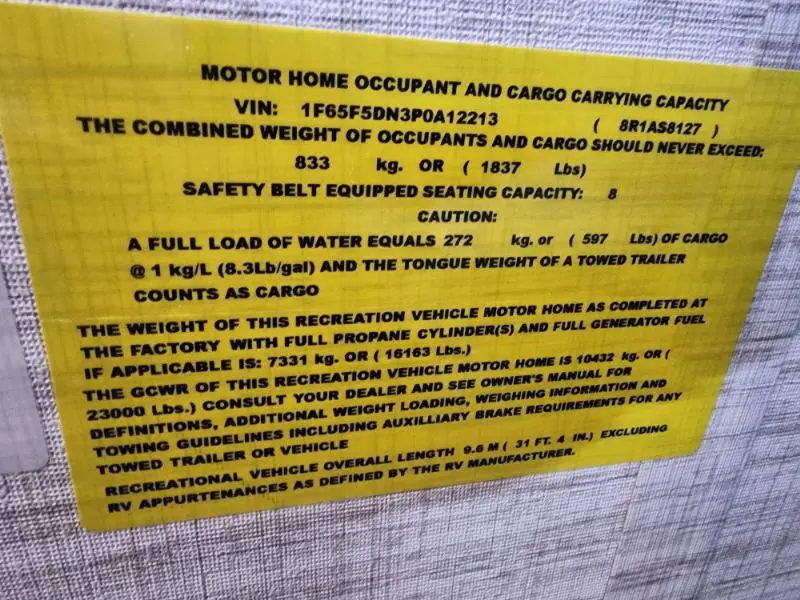 MOTOR HOME OCCUPANT AND CARGO CARRYING CAPACITY
VIN: 1F65F5DN3P0A12213 ( 8R1AS8127 )
THE COMBINED WEIGHT OF OCCUPANTS AND CARGO SHOULD NEVER EXCEED:
833 kg. OR ( 1837 Lbs)
SAFETY BELT EQUIPPED SEATING CAPACITY: 8
CAUTION:
A FULL LOAD OF WATER EQUALS 272 kg. or ( 597 Lbs) OF CARGO
@ 1 kg/L (8.3Lb/gal) AND THE TONGUE WEIGHT OF A TOWED TRAILER
COUNTS AS CARGO
THE WEIGHT OF THIS RECREATION VEHICLE MOTOR HOME AS COMPLETED AT
THE FACTORY WITH FULL PROPANE CYLINDER(S) AND FULL GENERATOR FUEL
IF APPLICABLE IS: 7331 kg. OR ( 16163 Lbs.)
THE GCWR OF THIS RECREATION VEHICLE MOTOR HOME IS 10432 kg. OR (
23000 Lbs.) CONSULT YOUR DEALER AND SEE OWNER'S MANUAL FOR
DEFINITIONS, ADDITIONAL WEIGHT LOADING, WEIGHING INFORMATION AND
TOWING GUIDELINES INCLUDING AUXILLIARY BRAKE REQUIREMENTS FOR ANY
TOWED TRAILER OR VEHICLE
RECREATIONAL VEHICLE OVERALL LENGTH 9.6 M ( 31 FT. 4 IN.) EXCLUDING
RV APPURTENANCES AS DEFINED BY THE RV MANUFACTURER.